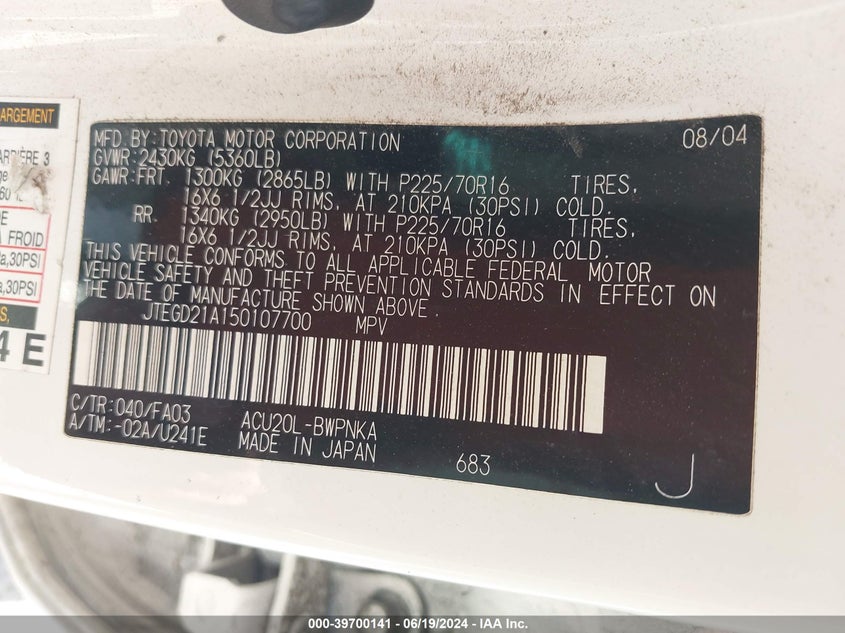 ARGEMENT
ARRIÈRE 3
A FROID
30PSI
30PSI
4 E
MFD. BY: TOYOTA MOTOR CORPORATION 08/04
GVWR: 2430KG (5360LB)
GAWR: FRT. 1300KG (2865LB) WITH P225/70R16 TIRES,
16X6 1/2JJ RIMS, AT 210KPA (30PSI) COLD.
RR. 1340KG (2950LB) WITH P225/70R16 TIRES,
16X6 1/2JJ RIMS, AT 210KPA (30PSI) COLD.
THIS VEHICLE CONFORMS TO ALL APPLICABLE FEDERAL MOTOR
VEHICLE SAFETY AND THEFT PREVENTION STANDARDS IN EFFECT ON
THE DATE OF MANUFACTURE SHOWN ABOVE.
JTEGD21A150107700 MPV
C/TR: 040/FA03 ACU20L-BWPNKA
A/TM: -02A/U241E MADE IN JAPAN
683
J
000-39700141 - 06/19/2024 - IAA Inc.